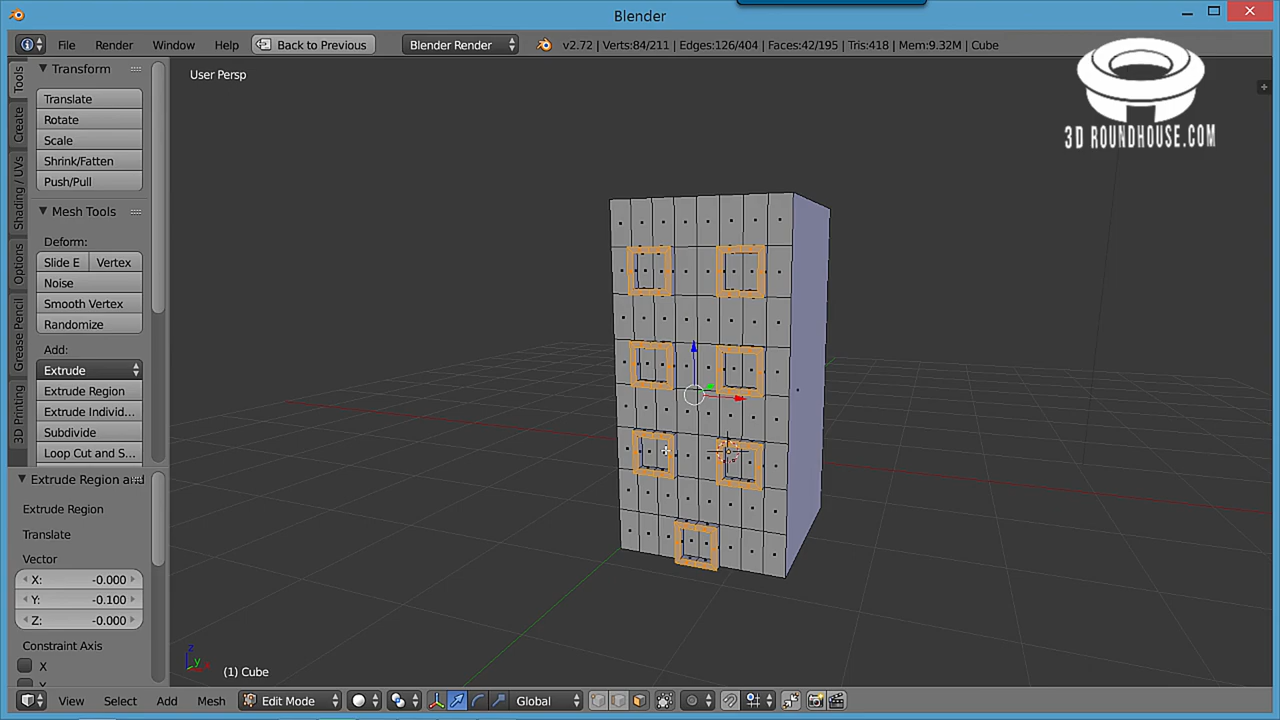 Blender
File Render Window Help Back to Previous Blender Render v2.72 | Verts:84/211 | Edges:126/404 | Faces:42/195 | Tris:418 | Mem:9.32M | Cube
Tools
Create
Shading / UVs
Options
Grease Pencil
3D Printing
Transform
Translate
Rotate
Scale
Shrink/Fatten
Push/Pull
Mesh Tools
Deform:
Slide E Vertex
Noise
Smooth Vertex
Randomize
Add:
Extrude
Extrude Region
Extrude Individ...
Subdivide
Loop Cut and S...
Extrude Region and
Extrude Region
Translate
Vector
X: -0.000
Y: -0.100
Z: -0.000
Constraint Axis
X
User Persp
3D ROUNDHOUSE.COM
z
y
(1) Cube
View Select Add Mesh Edit Mode Global